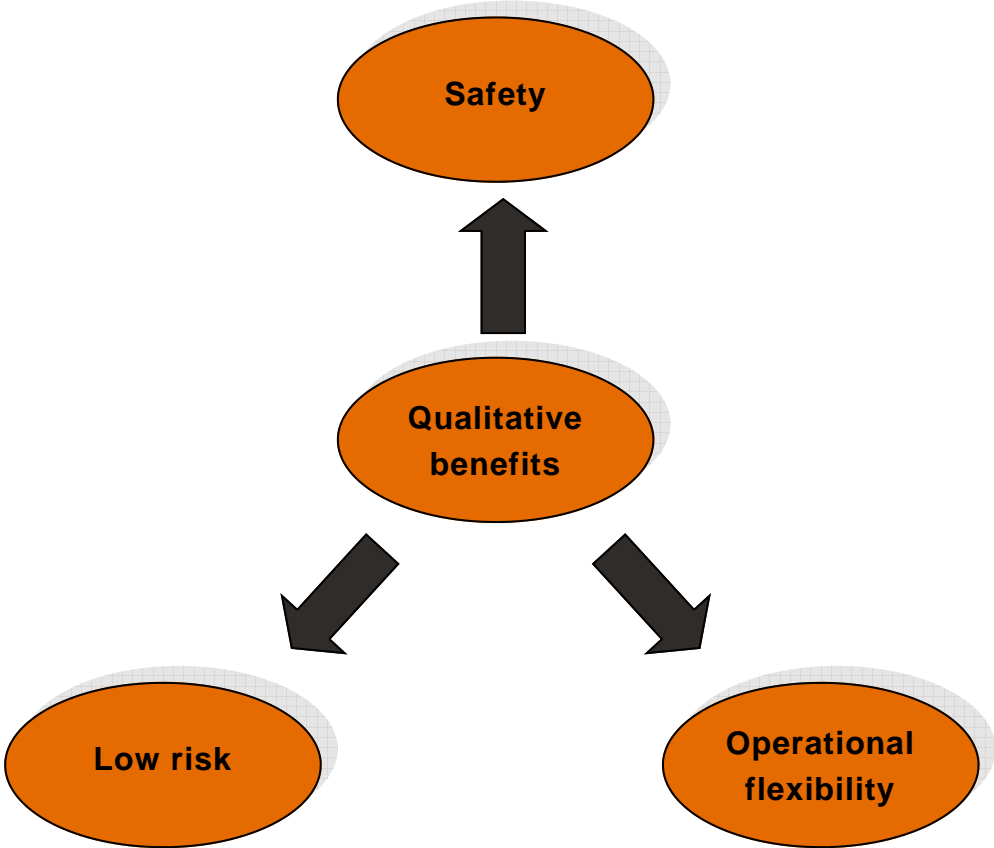 Safety
Qualitative
benefits
Low risk
Operational
flexibility